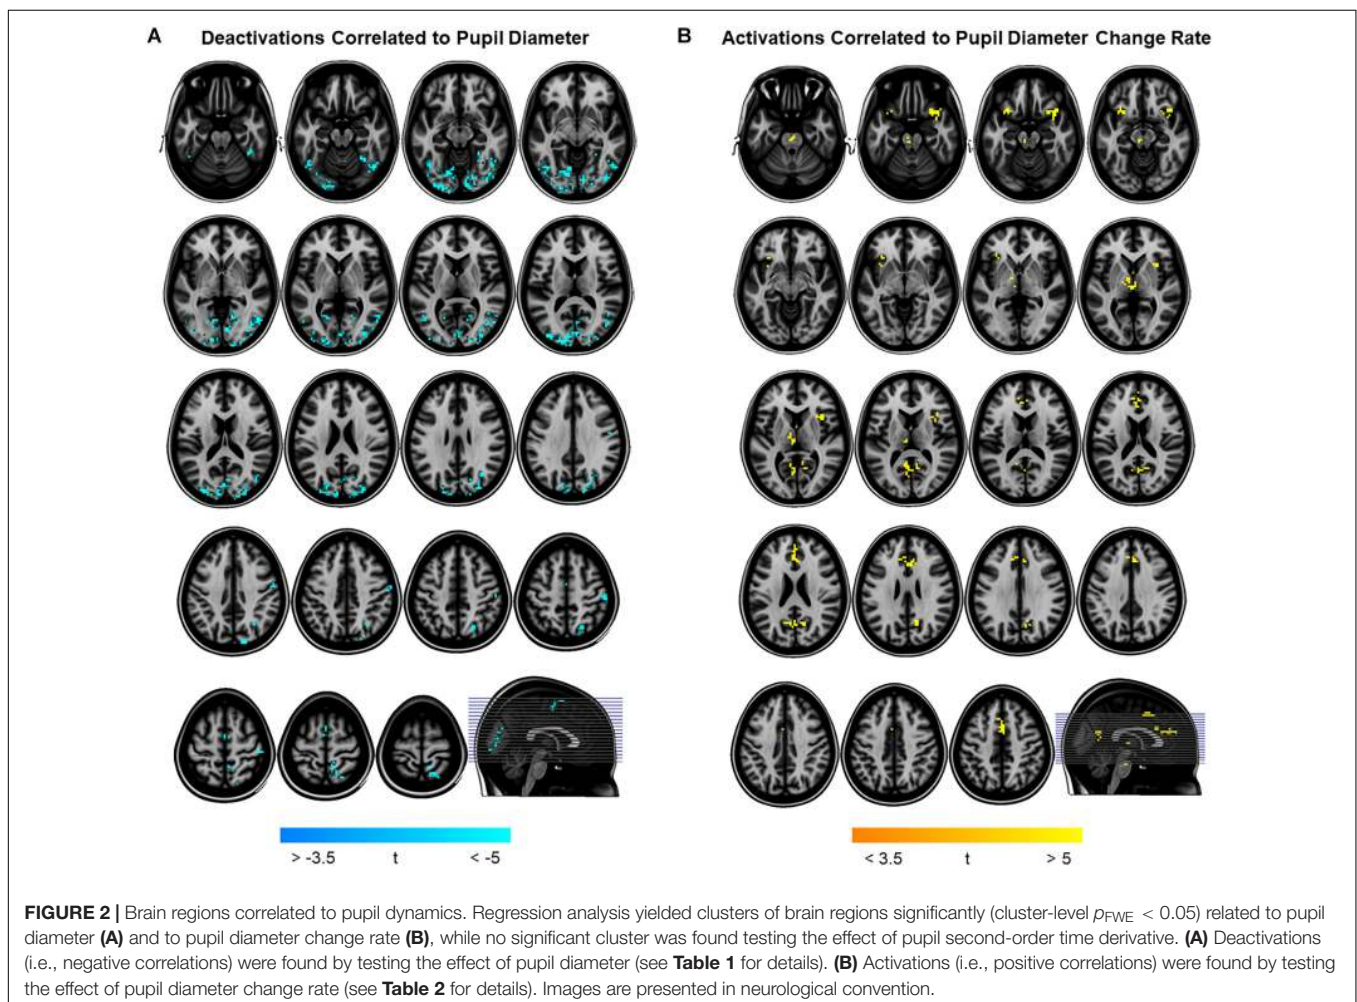 A Deactivations Correlated to Pupil Diameter
B Activations Correlated to Pupil Diameter Change Rate
> -3.5 t < -5
< 3.5 t > 5
FIGURE 2 | Brain regions correlated to pupil dynamics. Regression analysis yielded clusters of brain regions significantly (cluster-level pFWE < 0.05) related to pupil
diameter (A) and to pupil diameter change rate (B), while no significant cluster was found testing the effect of pupil second-order time derivative. (A) Deactivations
(i.e., negative correlations) were found by testing the effect of pupil diameter (see Table 1 for details). (B) Activations (i.e., positive correlations) were found by testing
the effect of pupil diameter change rate (see Table 2 for details). Images are presented in neurological convention.